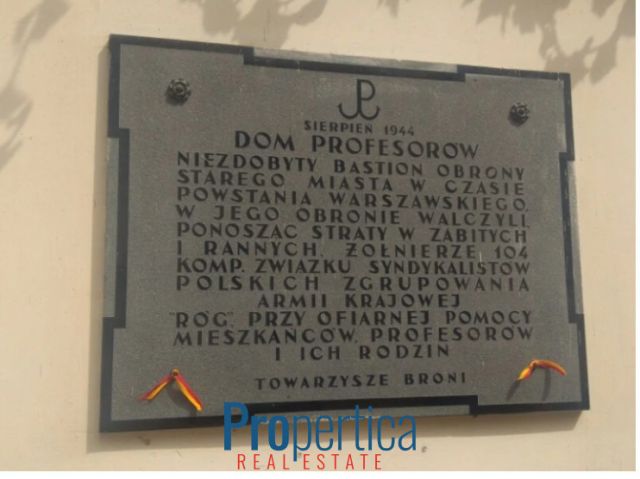 SIERPIEŃ 1944
DOM PROFESORÓW
NIEZDOBYTY BASTION OBRONY
STAREGO MIASTA W CZASIE
POWSTANIA WARSZAWSKIEGO.
W JEGO OBRONIE WALCZYLI,
PONOSZĄC STRATY W ZABITYCH
I RANNYCH, ŻOŁNIERZE 104
KOMP. ZWIĄZKU SYNDYKALISTÓW
POLSKICH ZGRUPOWANIA
ARMII KRAJOWEJ
"RÓG", PRZY OFIARNEJ POMOCY
MIESZKAŃCÓW, PROFESORÓW
I ICH RODZIN
TOWARZYSZE BRONI
Propertica
REAL ESTATE